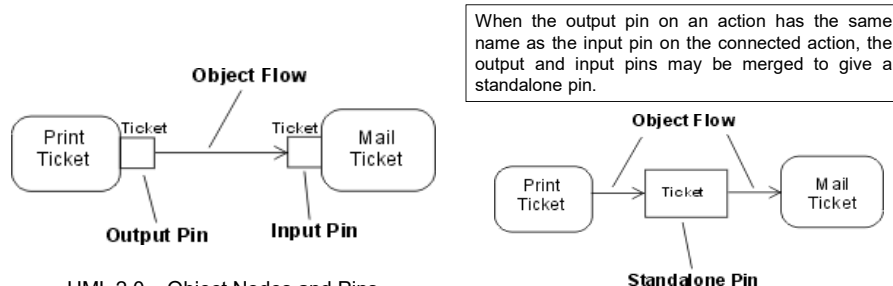 When the output pin on an action has the same
name as the input pin on the connected action, the
output and input pins may be merged to give a
standalone pin.
Object Flow
Print
Ticket
Ticket
Ticket
Mail
Ticket
Output Pin
Input Pin
UML 2.0 – Object Nodes and Pins
Object Flow
Print
Ticket
Ticket
Mail
Ticket
Standalone Pin